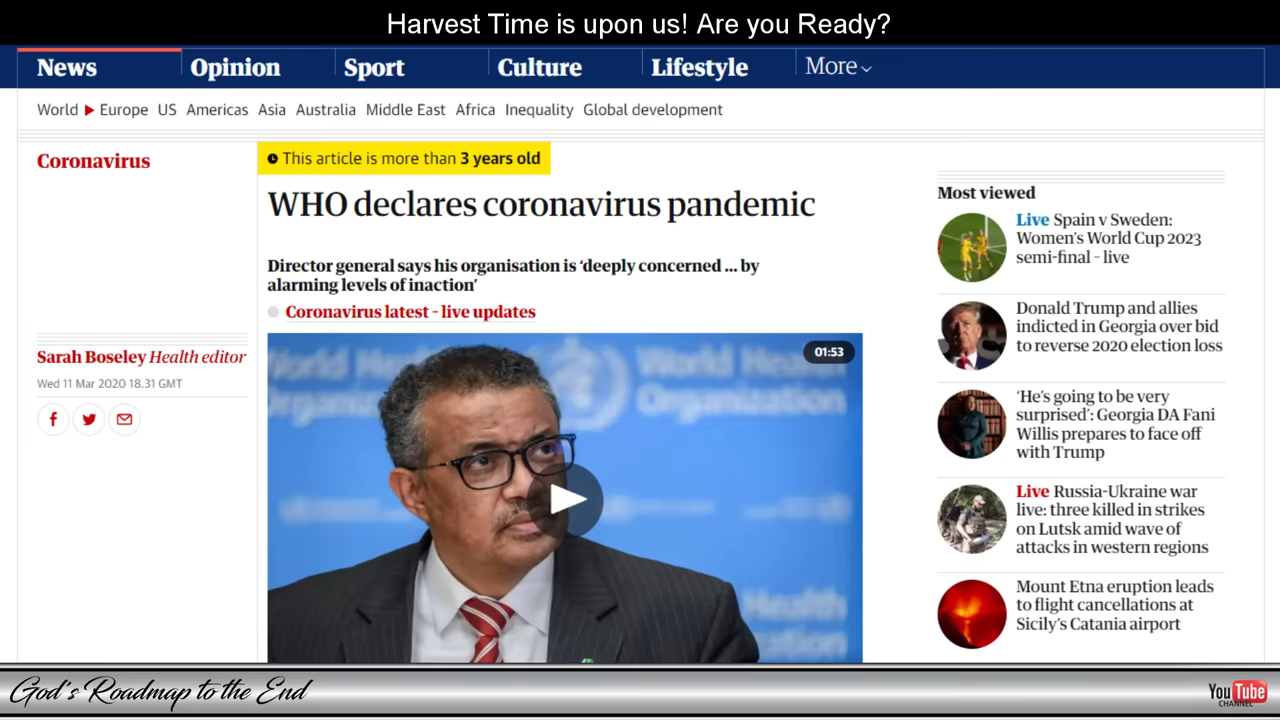 Harvest Time is upon us! Are you Ready?
News Opinion Sport Culture Lifestyle More
World Europe US Americas Asia Australia Middle East Africa Inequality Global development
Coronavirus
This article is more than 3 years old
WHO declares coronavirus pandemic
Director general says his organisation is ‘deeply concerned ... by
alarming levels of inaction’
Coronavirus latest – live updates
Sarah Boseley Health editor
Wed 11 Mar 2020 18.31 GMT
01:53
World Health
Organization
Most viewed
Live Spain v Sweden:
Women’s World Cup 2023
semi-final – live
Donald Trump and allies
indicted in Georgia over bid
to reverse 2020 election loss
‘He’s going to be very
surprised’: Georgia DA Fani
Willis prepares to face off
with Trump
Live Russia-Ukraine war
live: three killed in strikes
on Lutsk amid wave of
attacks in western regions
Mount Etna eruption leads
to flight cancellations at
Sicily’s Catania airport
God's Roadmap to the End
YouTube
CHANNEL